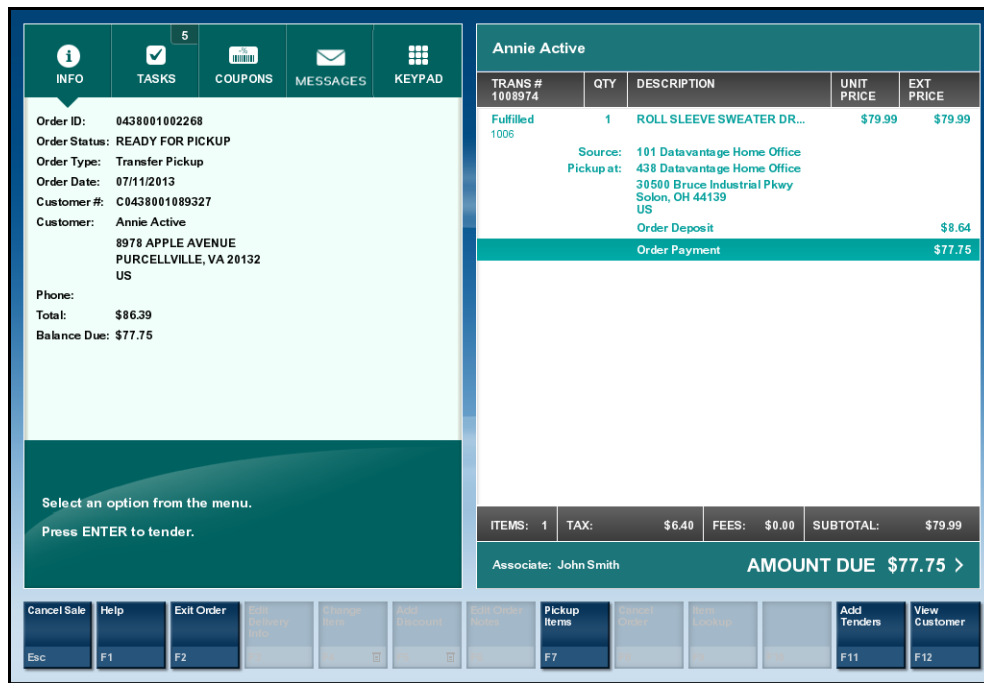 5
INFO TASKS COUPONS MESSAGES KEYPAD
Order ID: 0438001002268
Order Status: READY FOR PICKUP
Order Type: Transfer Pickup
Order Date: 07/11/2013
Customer #: C0438001089327
Customer: Annie Active
8978 APPLE AVENUE
PURCELLVILLE, VA 20132
US
Phone:
Total: $86.39
Balance Due: $77.75
Select an option from the menu.
Press ENTER to tender.
Annie Active
TRANS # QTY DESCRIPTION UNIT EXT
1008974 PRICE PRICE
Fulfilled 1 ROLL SLEEVE SWEATER DR... $79.99 $79.99
1006
Source: 101 Datavantage Home Office
Pickup at: 438 Datavantage Home Office
30500 Bruce Industrial Pkwy
Solon, OH 44139
US
Order Deposit $8.64
Order Payment $77.75
ITEMS: 1 TAX: $6.40 FEES: $0.00 SUBTOTAL: $79.99
Associate: John Smith AMOUNT DUE $77.75 >
Cancel Sale Help Exit Order Edit Change Add Edit Order Pickup Cancel Item Add View
Delivery Item Discount Notes Items Order Lookup Tenders Customer
Info
Esc F1 F2 F7 F11 F12